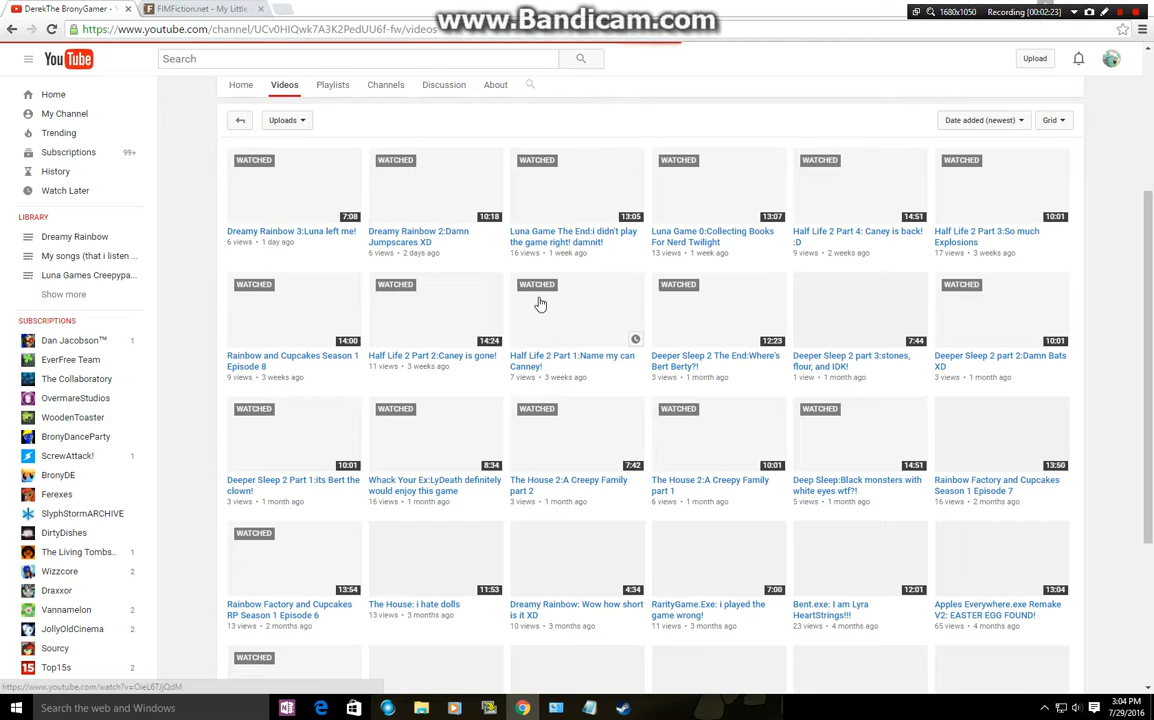 DerekThe BronyGamer -
FIMFiction.net - My Little
www.Bandicam.com
1680x1050
Recording [00:02:23]
https://www.youtube.com/channel/UCv0HIQwk7A3K2PedUU6f-fw/videos
YouTube
Search
Upload
Home
Videos
Playlists
Channels
Discussion
About
Uploads
Date added (newest)
Grid
Home
My Channel
Trending
Subscriptions 99+
History
Watch Later
LIBRARY
Dreamy Rainbow
My songs (that i listen ...
Luna Games Creepypa...
Show more
SUBSCRIPTIONS
Dan Jacobson™ 1
EverFree Team
The Collaboratory
OvermareStudios
WoodenToaster
BronyDanceParty
ScrewAttack! 1
BronyDE
Ferexes
SlyphStormARCHIVE
DirtyDishes
The Living Tombs... 1
Wizzcore 2
Draxxor
Vannamelon 2
JollyOldCinema 2
Sourcy
15 Top15s 2
WATCHED WATCHED WATCHED WATCHED WATCHED WATCHED
7:08 10:18 13:05 13:07 14:51 10:01
Dreamy Rainbow 3:Luna left me!
6 views • 1 day ago
Dreamy Rainbow 2:Damn
Jumpscares XD
6 views • 2 days ago
Luna Game The End:i didn't play
the game right! damnit!
16 views • 1 week ago
Luna Game 0:Collecting Books
For Nerd Twilight
13 views • 1 week ago
Half Life 2 Part 4: Caney is back!
:D
9 views • 2 weeks ago
Half Life 2 Part 3:So much
Explosions
17 views • 3 weeks ago
WATCHED WATCHED WATCHED WATCHED WATCHED
14:00 14:24 12:23 7:44 10:01
Rainbow and Cupcakes Season 1
Episode 8
9 views • 3 weeks ago
Half Life 2 Part 2:Caney is gone!
11 views • 3 weeks ago
Half Life 2 Part 1:Name my can
Canney!
7 views • 3 weeks ago
Deeper Sleep 2 The End:Where's
Bert Berty?!
3 views • 1 month ago
Deeper Sleep 2 part 3:stones,
flour, and IDK!
1 view • 1 month ago
Deeper Sleep 2 part 2:Damn Bats
XD
3 views • 1 month ago
WATCHED WATCHED WATCHED WATCHED WATCHED
10:01 8:34 7:42 10:01 14:51 13:50
Deeper Sleep 2 Part 1:its Bert the
clown!
3 views • 1 month ago
Whack Your Ex:LyDeath definitely
would enjoy this game
16 views • 1 month ago
The House 2:A Creepy Family
part 2
3 views • 1 month ago
The House 2:A Creepy Family
part 1
6 views • 1 month ago
Deep Sleep:Black monsters with
white eyes wtf?!
5 views • 1 month ago
Rainbow Factory and Cupcakes
Season 1 Episode 7
16 views • 2 months ago
WATCHED
13:54 11:53 4:34 7:00 12:01 13:04
Rainbow Factory and Cupcakes
RP Season 1 Episode 6
13 views • 2 months ago
The House: i hate dolls
13 views • 3 months ago
Dreamy Rainbow: Wow how short
is it XD
10 views • 3 months ago
RarityGame.Exe: i played the
game wrong!
11 views • 3 months ago
Bent.exe: I am Lyra
HeartStrings!!!
23 views • 4 months ago
Apples Everywhere.exe Remake
V2: EASTER EGG FOUND!
65 views • 4 months ago
WATCHED
https://www.youtube.com/watch?v=OieL6TJjQdM
Search the web and Windows
3:04 PM
7/29/2016